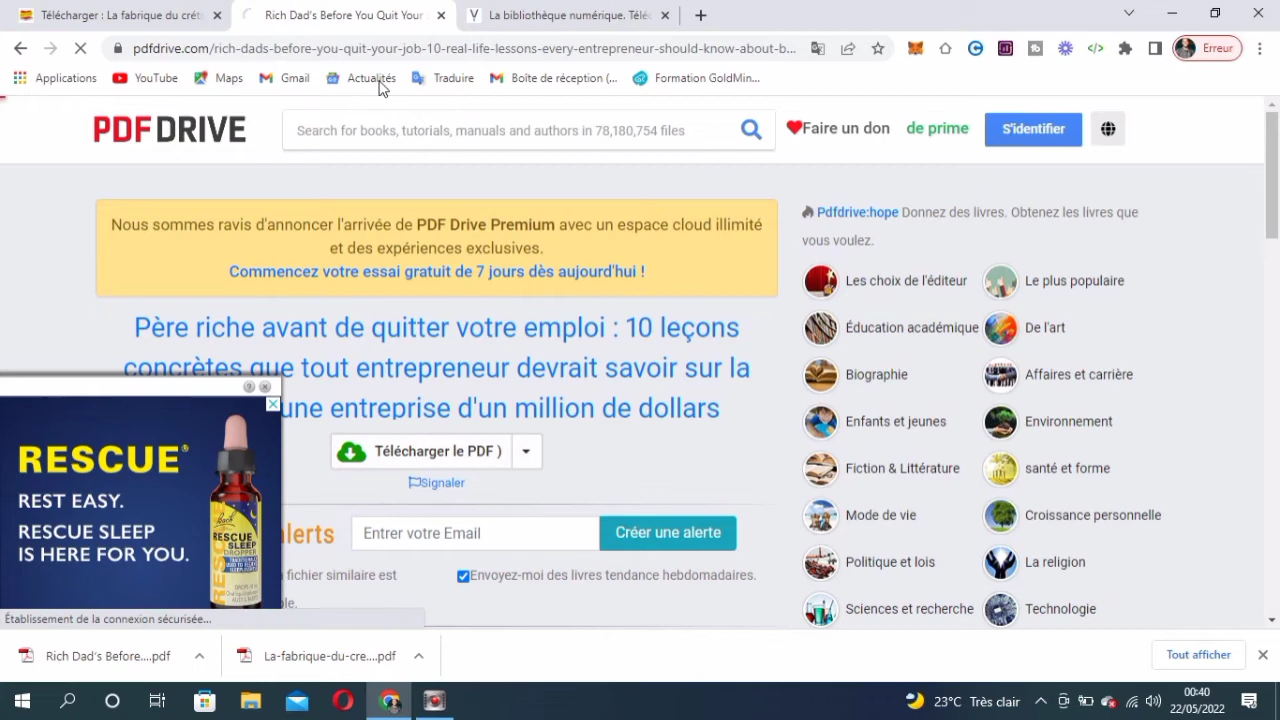 Télécharger : La fabrique du créti
Rich Dad's Before You Quit Your
La bibliothèque numérique. Téléc
pdfdrive.com/rich-dads-before-you-quit-your-job-10-real-life-lessons-every-entrepreneur-should-know-about-b...
Erreur
Applications
YouTube
Maps
Gmail
Actualités
Traduire
Boîte de réception (...
Formation GoldMin...
PDFDRIVE
Search for books, tutorials, manuals and authors in 78,180,754 files
Faire un don
de prime
S'identifier
Nous sommes ravis d'annoncer l'arrivée de PDF Drive Premium avec un espace cloud illimité
et des expériences exclusives.
Commencez votre essai gratuit de 7 jours dès aujourd'hui !
Père riche avant de quitter votre emploi : 10 leçons
concrètes que tout entrepreneur devrait savoir sur la
une entreprise d'un million de dollars
Télécharger le PDF )
Signaler
lerts
Entrer votre Email
Créer une alerte
fichier similaire est
Envoyez-moi des livres tendance hebdomadaires.
Pdfdrive:hope Donnez des livres. Obtenez les livres que
vous voulez.
Les choix de l'éditeur
Le plus populaire
Éducation académique
De l'art
Biographie
Affaires et carrière
Enfants et jeunes
Environnement
Fiction & Littérature
santé et forme
Mode de vie
Croissance personnelle
Politique et lois
La religion
Sciences et recherche
Technologie
RESCUE®
REST EASY.
RESCUE SLEEP
IS HERE FOR YOU.
Bach
RESCUE
SLEEP
DROPPER
Établissement de la connexion sécurisée...
Rich Dad's Before....pdf
La-fabrique-du-cre....pdf
Tout afficher
23°C Très clair
00:40
22/05/2022